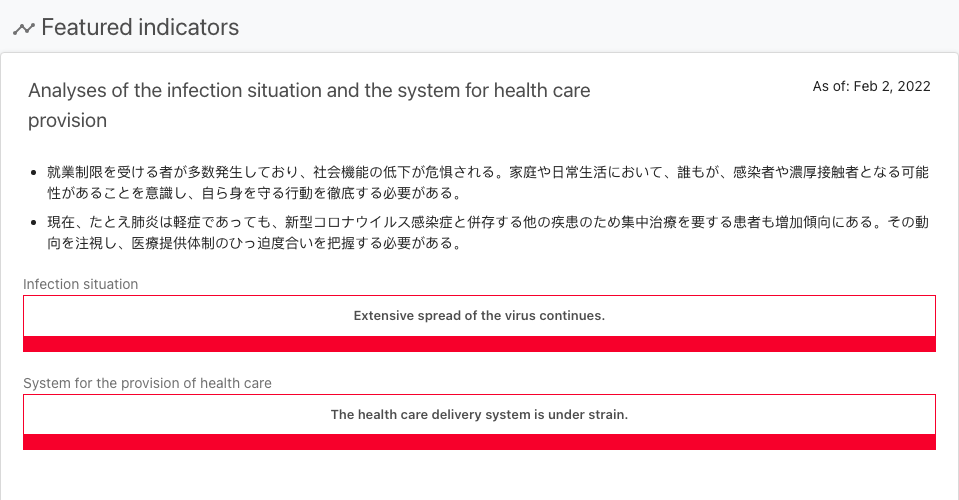 Featured indicators
Analyses of the infection situation and the system for health care
As of: Feb 2, 2022
provision
就業制限を受ける者が多数発生しており、社会機能の低下が危惧される。家庭や日常生活において、誰もが、感染者や濃厚接触者となる可能
性があることを意識し、自ら身を守る行動を徹底する必要がある。
現在、たとえ肺炎は軽症であっても、新型コロナウイルス感染症と併存する他の疾患のため集中治療を要する患者も増加傾向にある。その動
向を注視し、医療提供体制のひっ迫度合いを把握する必要がある。
Infection situation
Extensive spread of the virus continues.
System for the provision of health care
The health care delivery system is under strain.